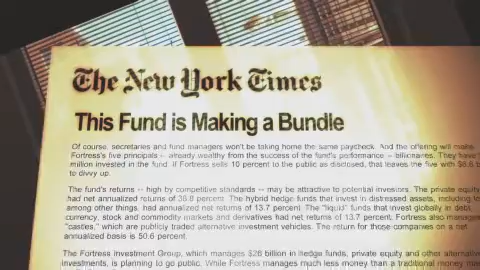 The New York Times
This Fund is Making a Bundle
Of course, secretaries and fund managers won't be taking home the same paycheck. And the offering will make
Fortress's five principals -- already wealthy from the success of the fund's performance -- billionaires. They have
million invested in the fund. If Fortress sells 10 percent to the public as disclosed, that leaves the five with
to divvy up.
The fund's returns -- high by competitive standards -- may be attractive to potential investors. The private equity
had net annualized returns of 38.8 percent. The hybrid hedge funds that invest in distressed assets, including
among other things, had annualized net returns of 13.7 percent. The "liquid" funds that invest globally in debt,
currency, stock and commodity markets and derivatives had net returns of 13.7 percent. Fortress also manages
"castles," which are publicly traded alternative investment vehicles. The return for those companies on a net
annualized basis is 50.6 percent.
The Fortress Investment Group, which manages $26 billion in hedge funds, private equity and other alternative
investments, is planning to go public. While Fortress manages much less money than a traditional money